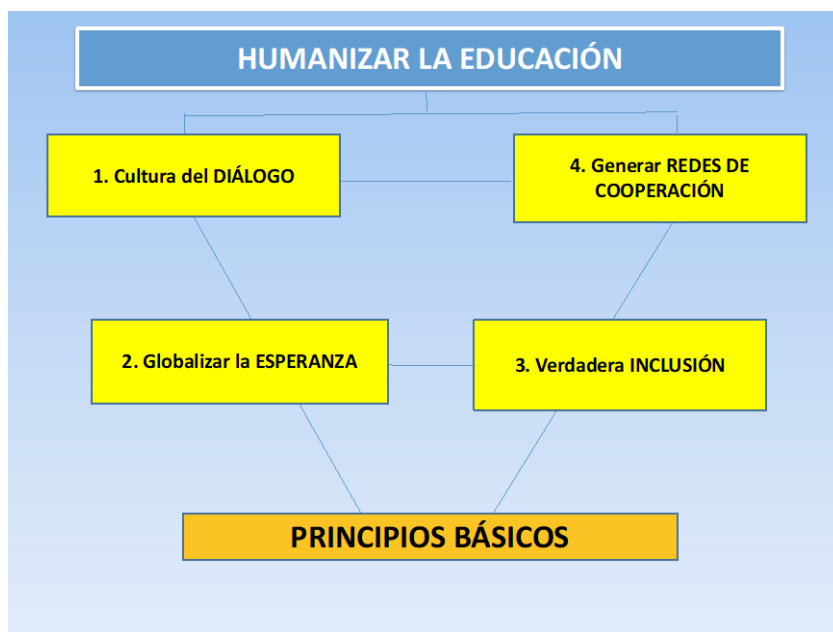 HUMANIZAR LA EDUCACIÓN
1. Cultura del DIÁLOGO
4. Generar REDES DE
COOPERACIÓN
2. Globalizar la ESPERANZA
3. Verdadera INCLUSIÓN
PRINCIPIOS BÁSICOS